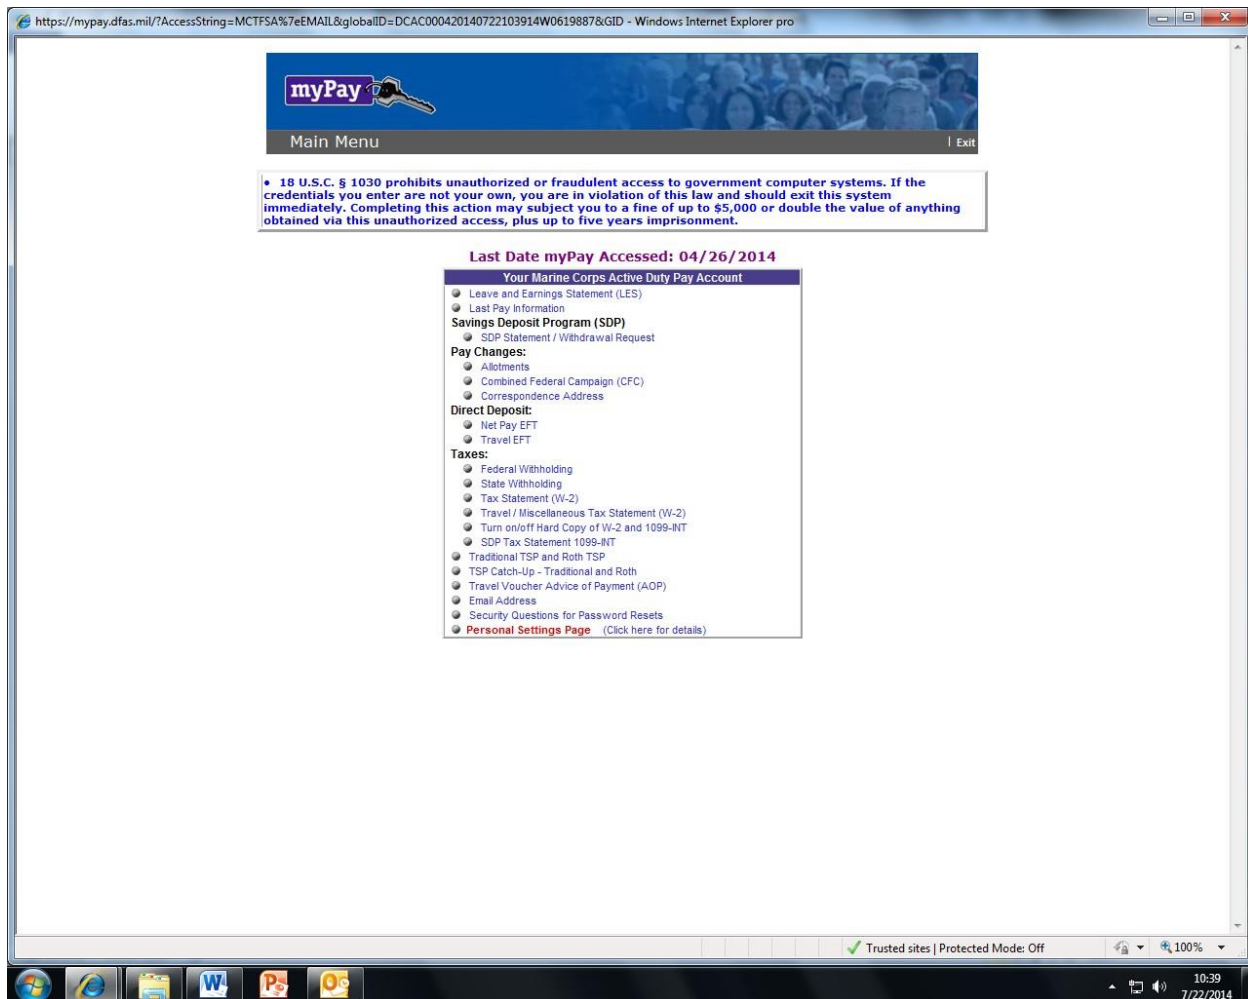 https://mypay.dfas.mil/?AccessString=MCTFSA%7eEMAIL&globalID=DCAC000420140722103914W0619887&GID - Windows Internet Explorer pro
myPay
Main Menu
| Exit
• 18 U.S.C. § 1030 prohibits unauthorized or fraudulent access to government computer systems. If the
credentials you enter are not your own, you are in violation of this law and should exit this system
immediately. Completing this action may subject you to a fine of up to $5,000 or double the value of anything
obtained via this unauthorized access, plus up to five years imprisonment.
Last Date myPay Accessed: 04/26/2014
Your Marine Corps Active Duty Pay Account
Leave and Earnings Statement (LES)
Last Pay Information
Savings Deposit Program (SDP)
SDP Statement / Withdrawal Request
Pay Changes:
Allotments
Combined Federal Campaign (CFC)
Correspondence Address
Direct Deposit:
Net Pay EFT
Travel EFT
Taxes:
Federal Withholding
State Withholding
Tax Statement (W-2)
Travel / Miscellaneous Tax Statement (W-2)
Turn on/off Hard Copy of W-2 and 1099-INT
SDP Tax Statement 1099-INT
Traditional TSP and Roth TSP
TSP Catch-Up - Traditional and Roth
Travel Voucher Advice of Payment (AOP)
Email Address
Security Questions for Password Resets
Personal Settings Page (Click here for details)
Trusted sites | Protected Mode: Off
100%
10:39
7/22/2014